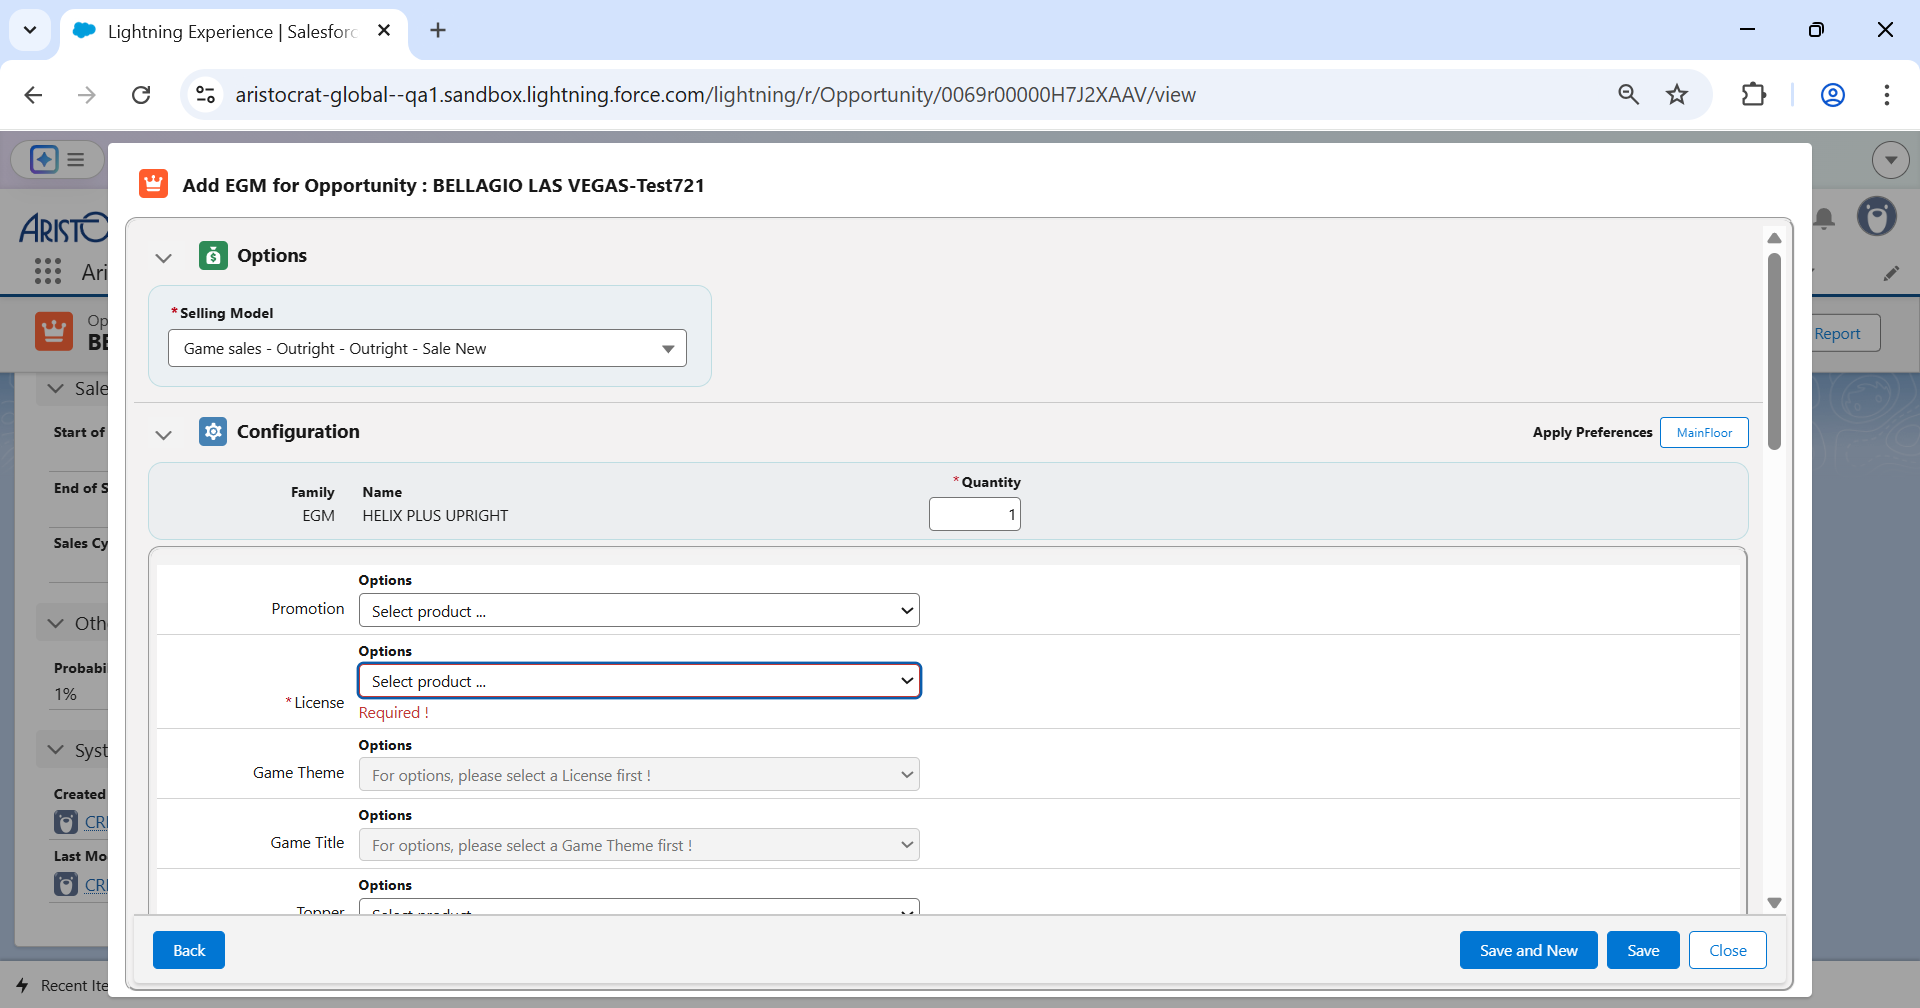 Lightning Experience | Salesforc
aristocrat-global--qa1.sandbox.lightning.force.com/lightning/r/Opportunity/0069r00000H7J2XAAV/view
ARISTO
Ari
Op
BE
Report
Sale
Start of
End of S
Sales Cy
Oth
Probabi
1%
Syst
Created
CRI
Last Mo
CRI
Recent Ite
Add EGM for Opportunity : BELLAGIO LAS VEGAS-Test721
Options
*Selling Model
Game sales - Outright - Outright - Sale New
Configuration
Apply Preferences
MainFloor
Family Name *Quantity
EGM HELIX PLUS UPRIGHT 1
Options
Promotion Select product ...
Options
Select product ...
*License
Required !
Options
Game Theme For options, please select a License first !
Options
Game Title For options, please select a Game Theme first !
Options
Topper Select product
Back Save and New Save Close